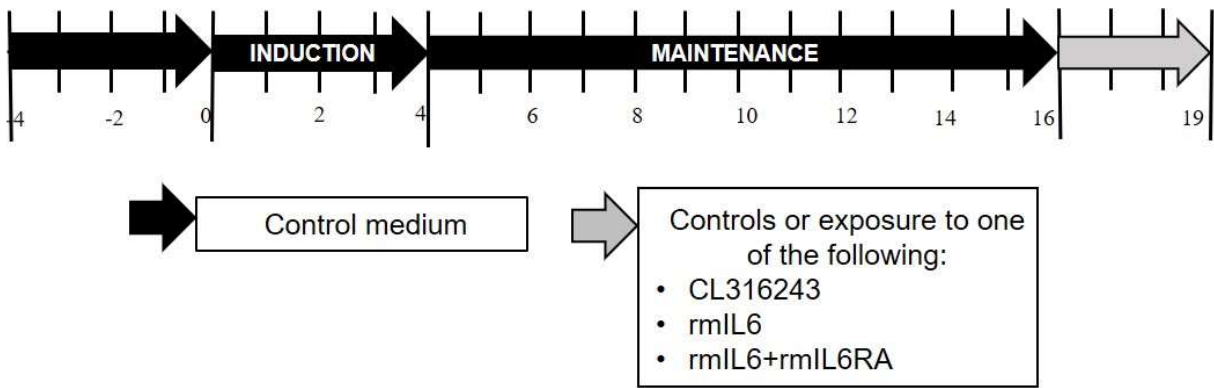 INDUCTION MAINTENANCE
-4 -2 0 2 4 6 8 10 12 14 16 19
Control medium
Controls or exposure to one
of the following:
• CL316243
• rmIL6
• rmIL6+rmIL6RA